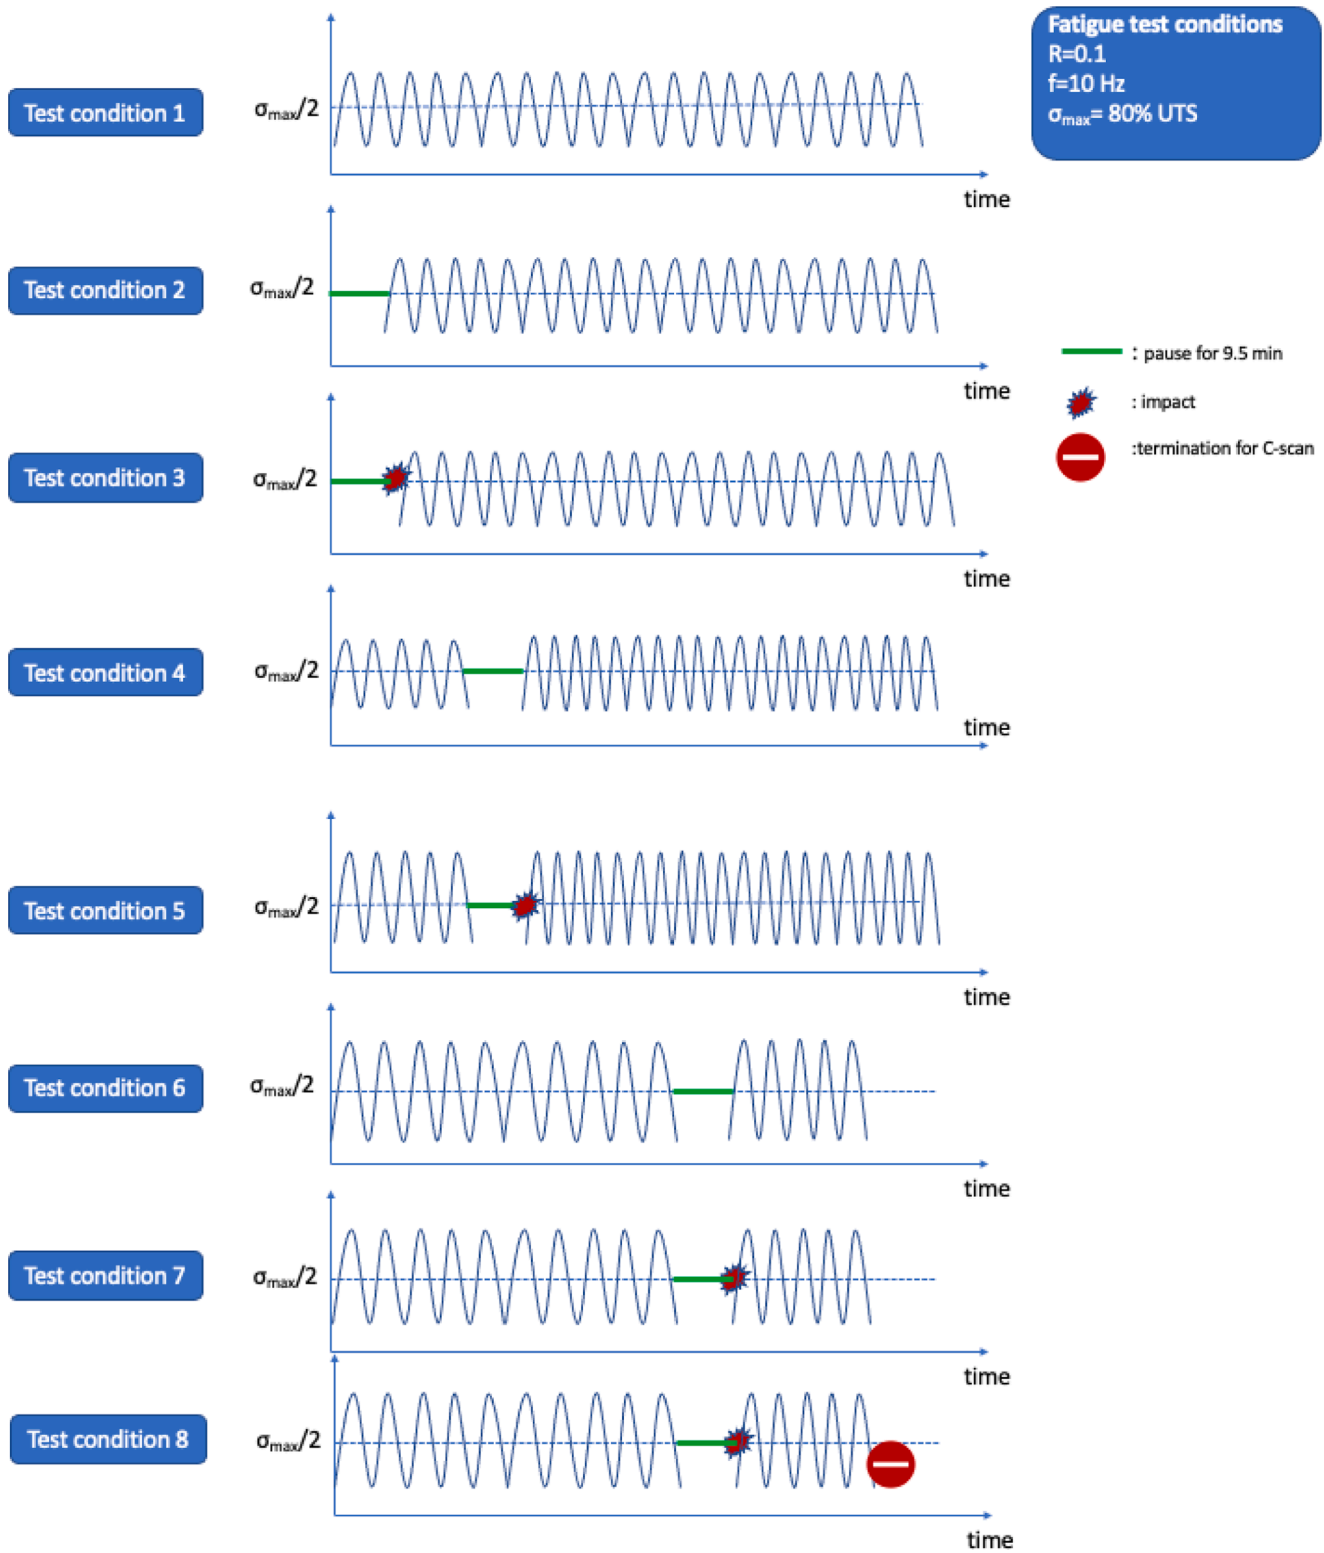 Fatigue test conditions
R=0.1
f=10 Hz
σmax= 80% UTS
Test condition 1
σmax/2
time
Test condition 2
σmax/2
time
: pause for 9.5 min
: impact
:termination for C-scan
Test condition 3
σmax/2
time
Test condition 4
σmax/2
time
Test condition 5
σmax/2
time
Test condition 6
σmax/2
time
Test condition 7
σmax/2
time
Test condition 8
σmax/2
time